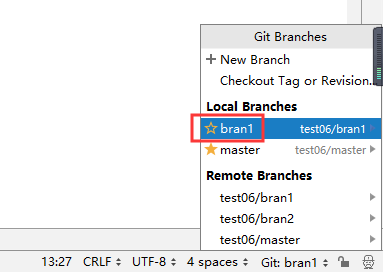 Git Branches
+ New Branch
Checkout Tag or Revision...
Local Branches
bran1 test06/bran1
master test06/master
Remote Branches
test06/bran1
test06/bran2
test06/master
13:27 CRLF UTF-8 4 spaces Git: bran1